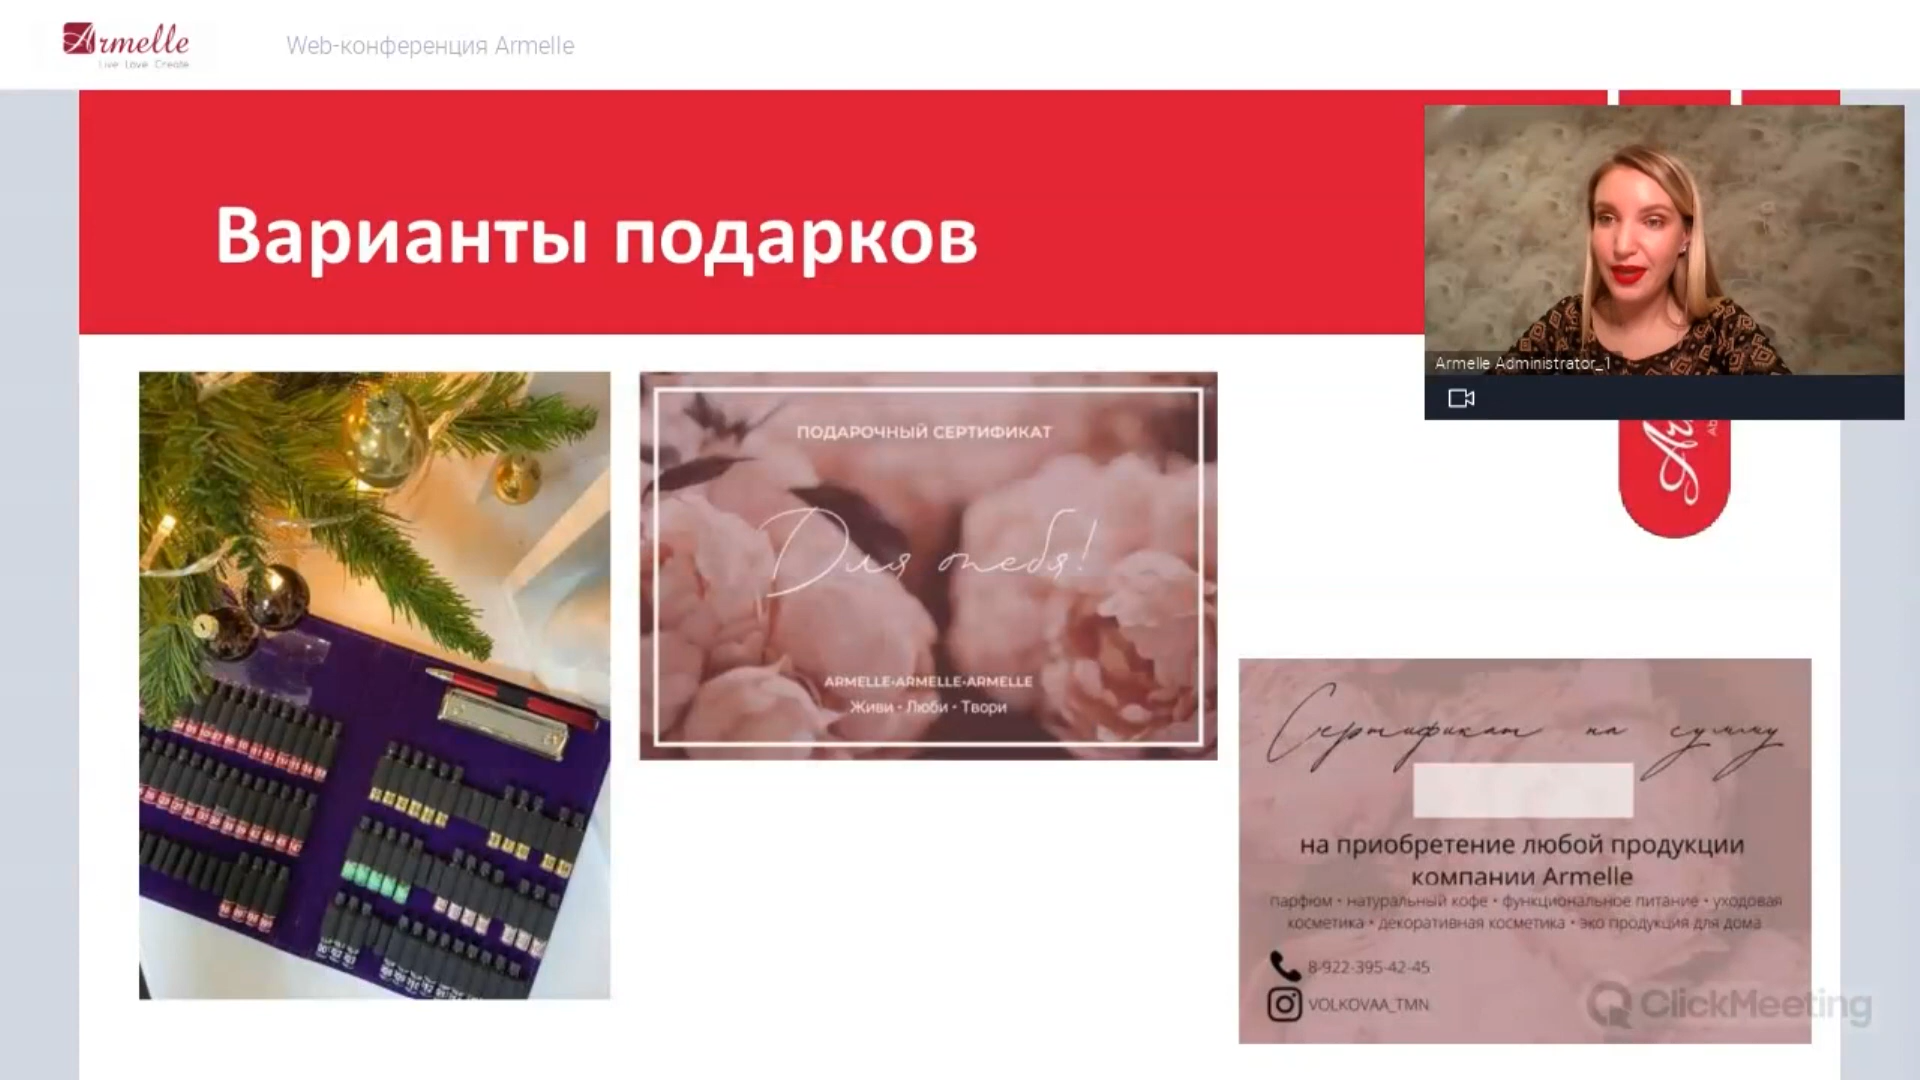 Armelle
Live Love Create
Web-конференция Armelle
Варианты подарков
Armelle Administrator_1
ПОДАРОЧНЫЙ СЕРТИФИКАТ
Для тебя!
ARMELLE•ARMELLE•ARMELLE
Живи • Люби • Твори
Сертификат на сумму
на приобретение любой продукции
компании Armelle
парфюм • натуральный кофе • функциональное питание • уходовая
косметика • декоративная косметика • эко продукция для дома
8-922-395-42-45
VOLKOVAA_TMN
ClickMeeting